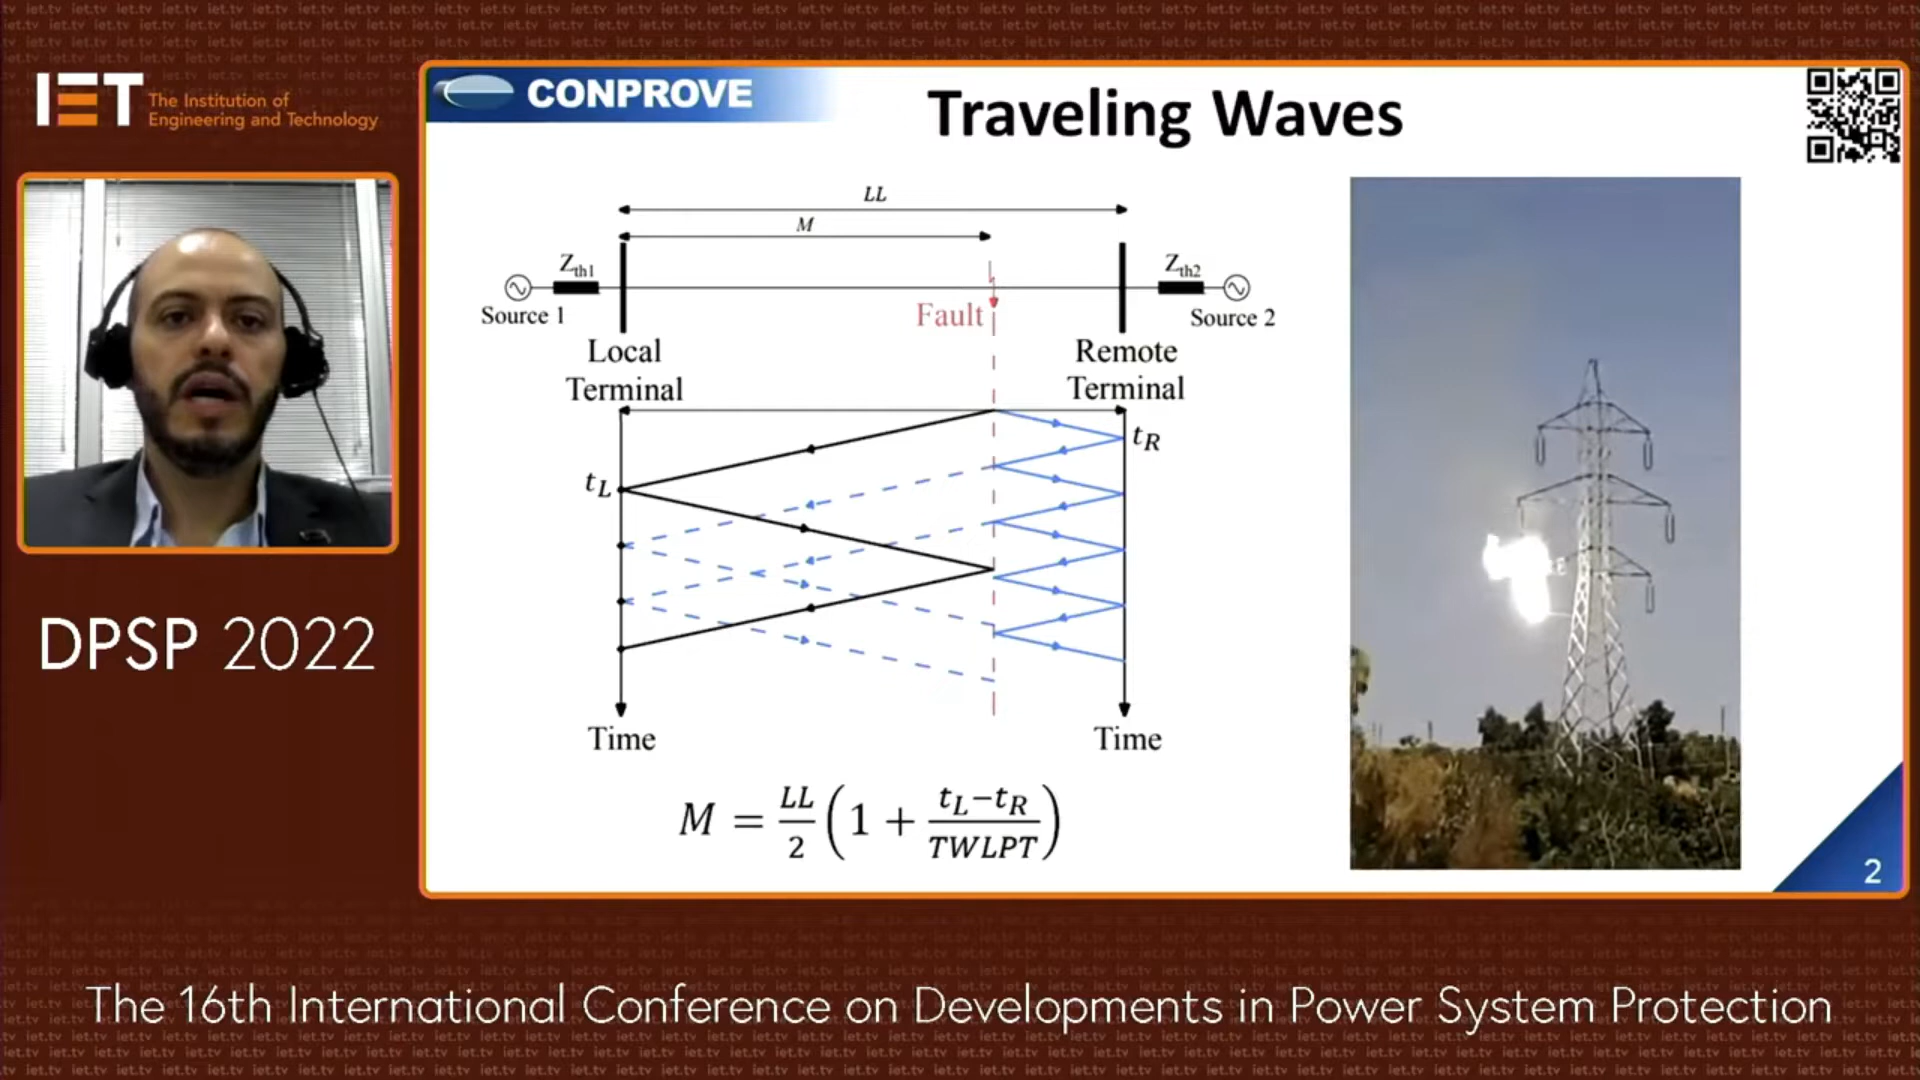 IET The Institution of
Engineering and Technology
DPSP 2022
CONPROVE
Traveling Waves
LL
M
Zth1
Zth2
Source 1
Source 2
Fault
Local
Terminal
Remote
Terminal
tL
tR
Time
Time
M = LL/2 (1 + (tL−tR)/TWLPT)
2
The 16th International Conference on Developments in Power System Protection
iet.tv